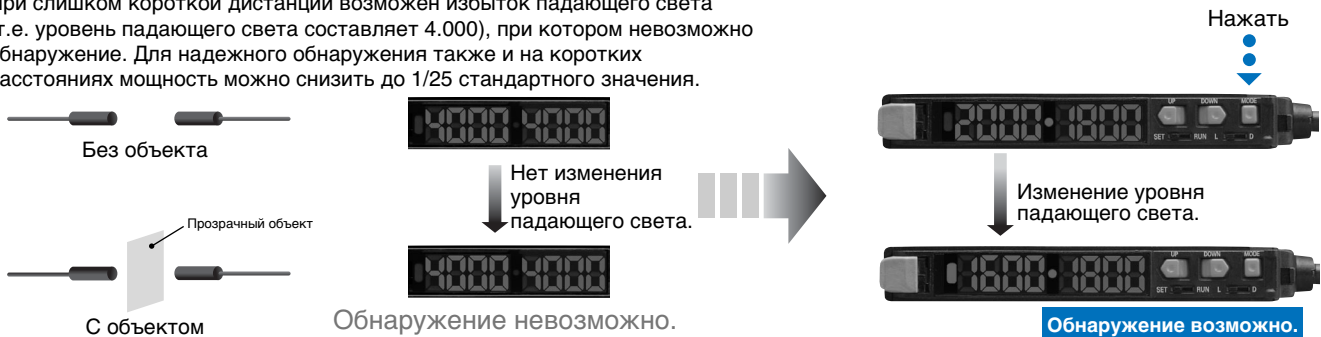 при слишком короткой дистанции возможен избыток падающего света
т.е. уровень падающего света составляет 4.000), при котором невозможно
бнаружение. Для надежного обнаружения также и на коротких
асстояниях мощность можно снизить до 1/25 стандартного значения.
Нажать
Без объекта
4000 4000
Нет изменения
уровня
падающего света.
2000 1800
UP DOWN MODE
SET RUN L D
Изменение уровня
падающего света.
Прозрачный объект
С объектом
4000 4000
Обнаружение невозможно.
1600 1800
UP DOWN MODE
SET RUN L D
Обнаружение возможно.